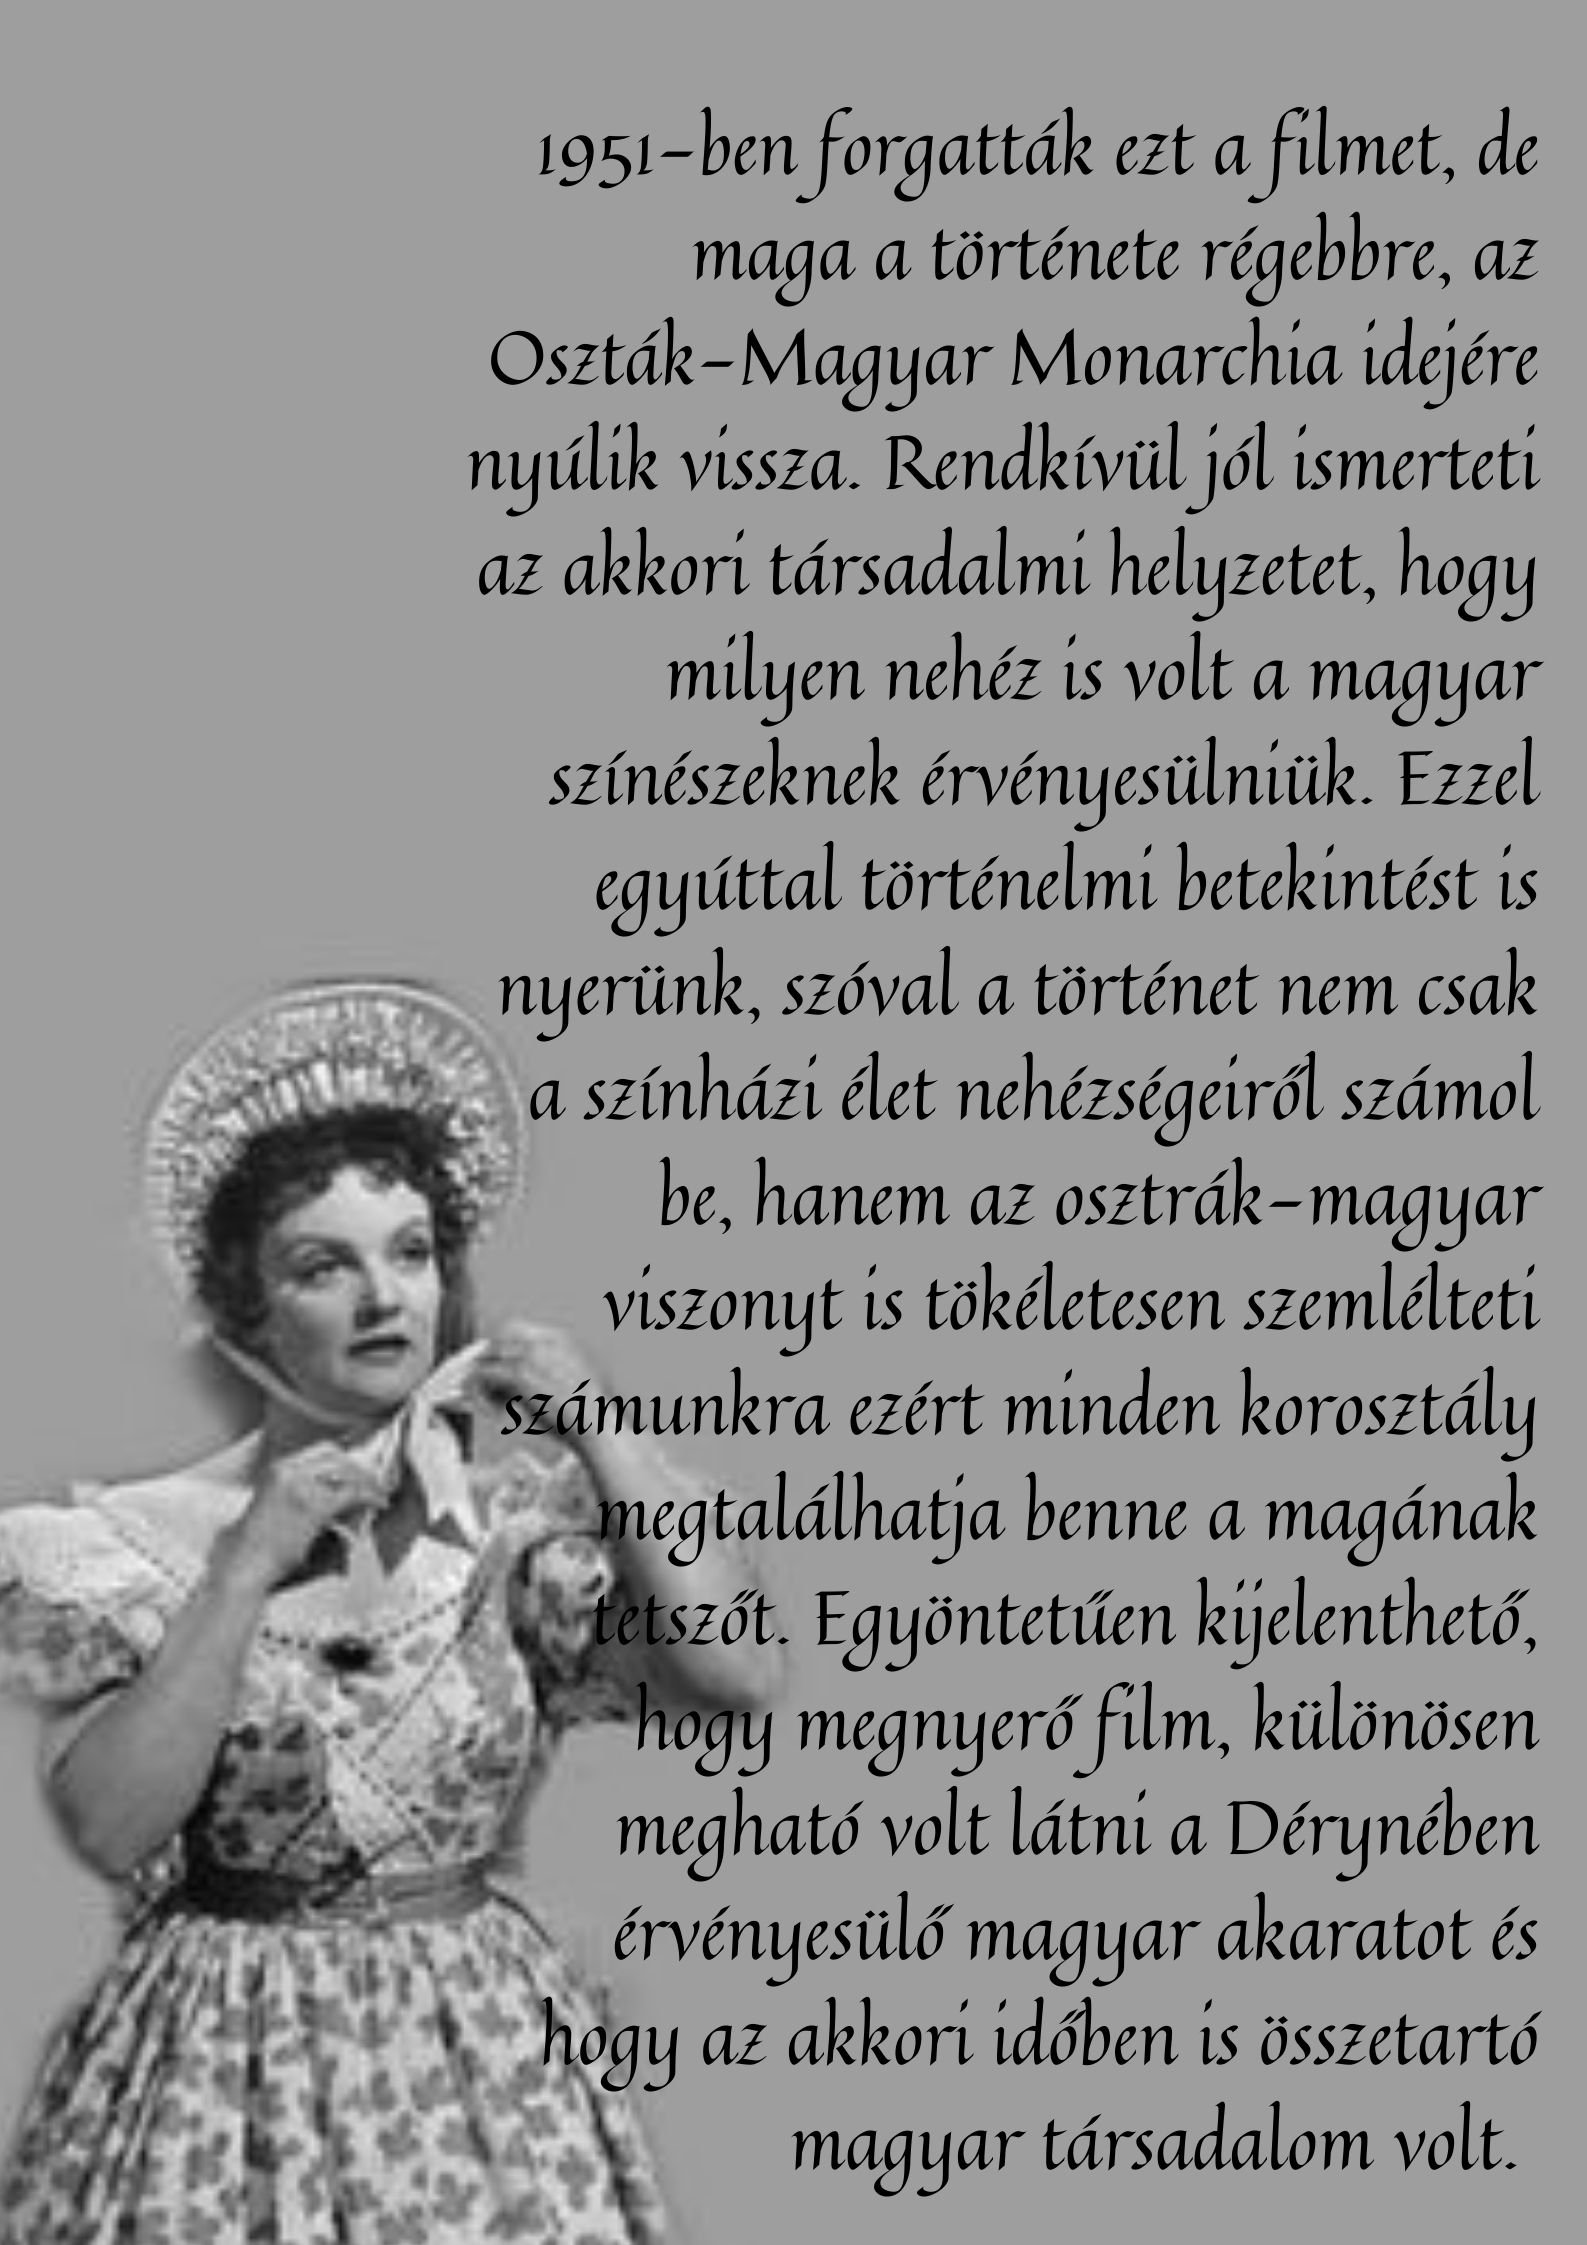 1951-ben forgatták ezt a filmet, de
maga a története régebbre, az
Oszták-Magyar Monarchia idejére
nyúlik vissza. Rendkívül jól ismerteti
az akkori társadalmi helyzetet, hogy
milyen nehéz is volt a magyar
színészeknek érvényesülniük. Ezzel
egyúttal történelmi betekintést is
nyerünk, szóval a történet nem csak
a színházi élet nehézségeiről számol
be, hanem az osztrák-magyar
viszonyt is tökéletesen szemlélteti
számunkra ezért minden korosztály
megtalálhatja benne a magának
tetszőt. Egyöntetűen kijelenthető,
hogy megnyerő film, különösen
megható volt látni a Dérynében
érvényesülő magyar akaratot és
hogy az akkori időben is összetartó
magyar társadalom volt.